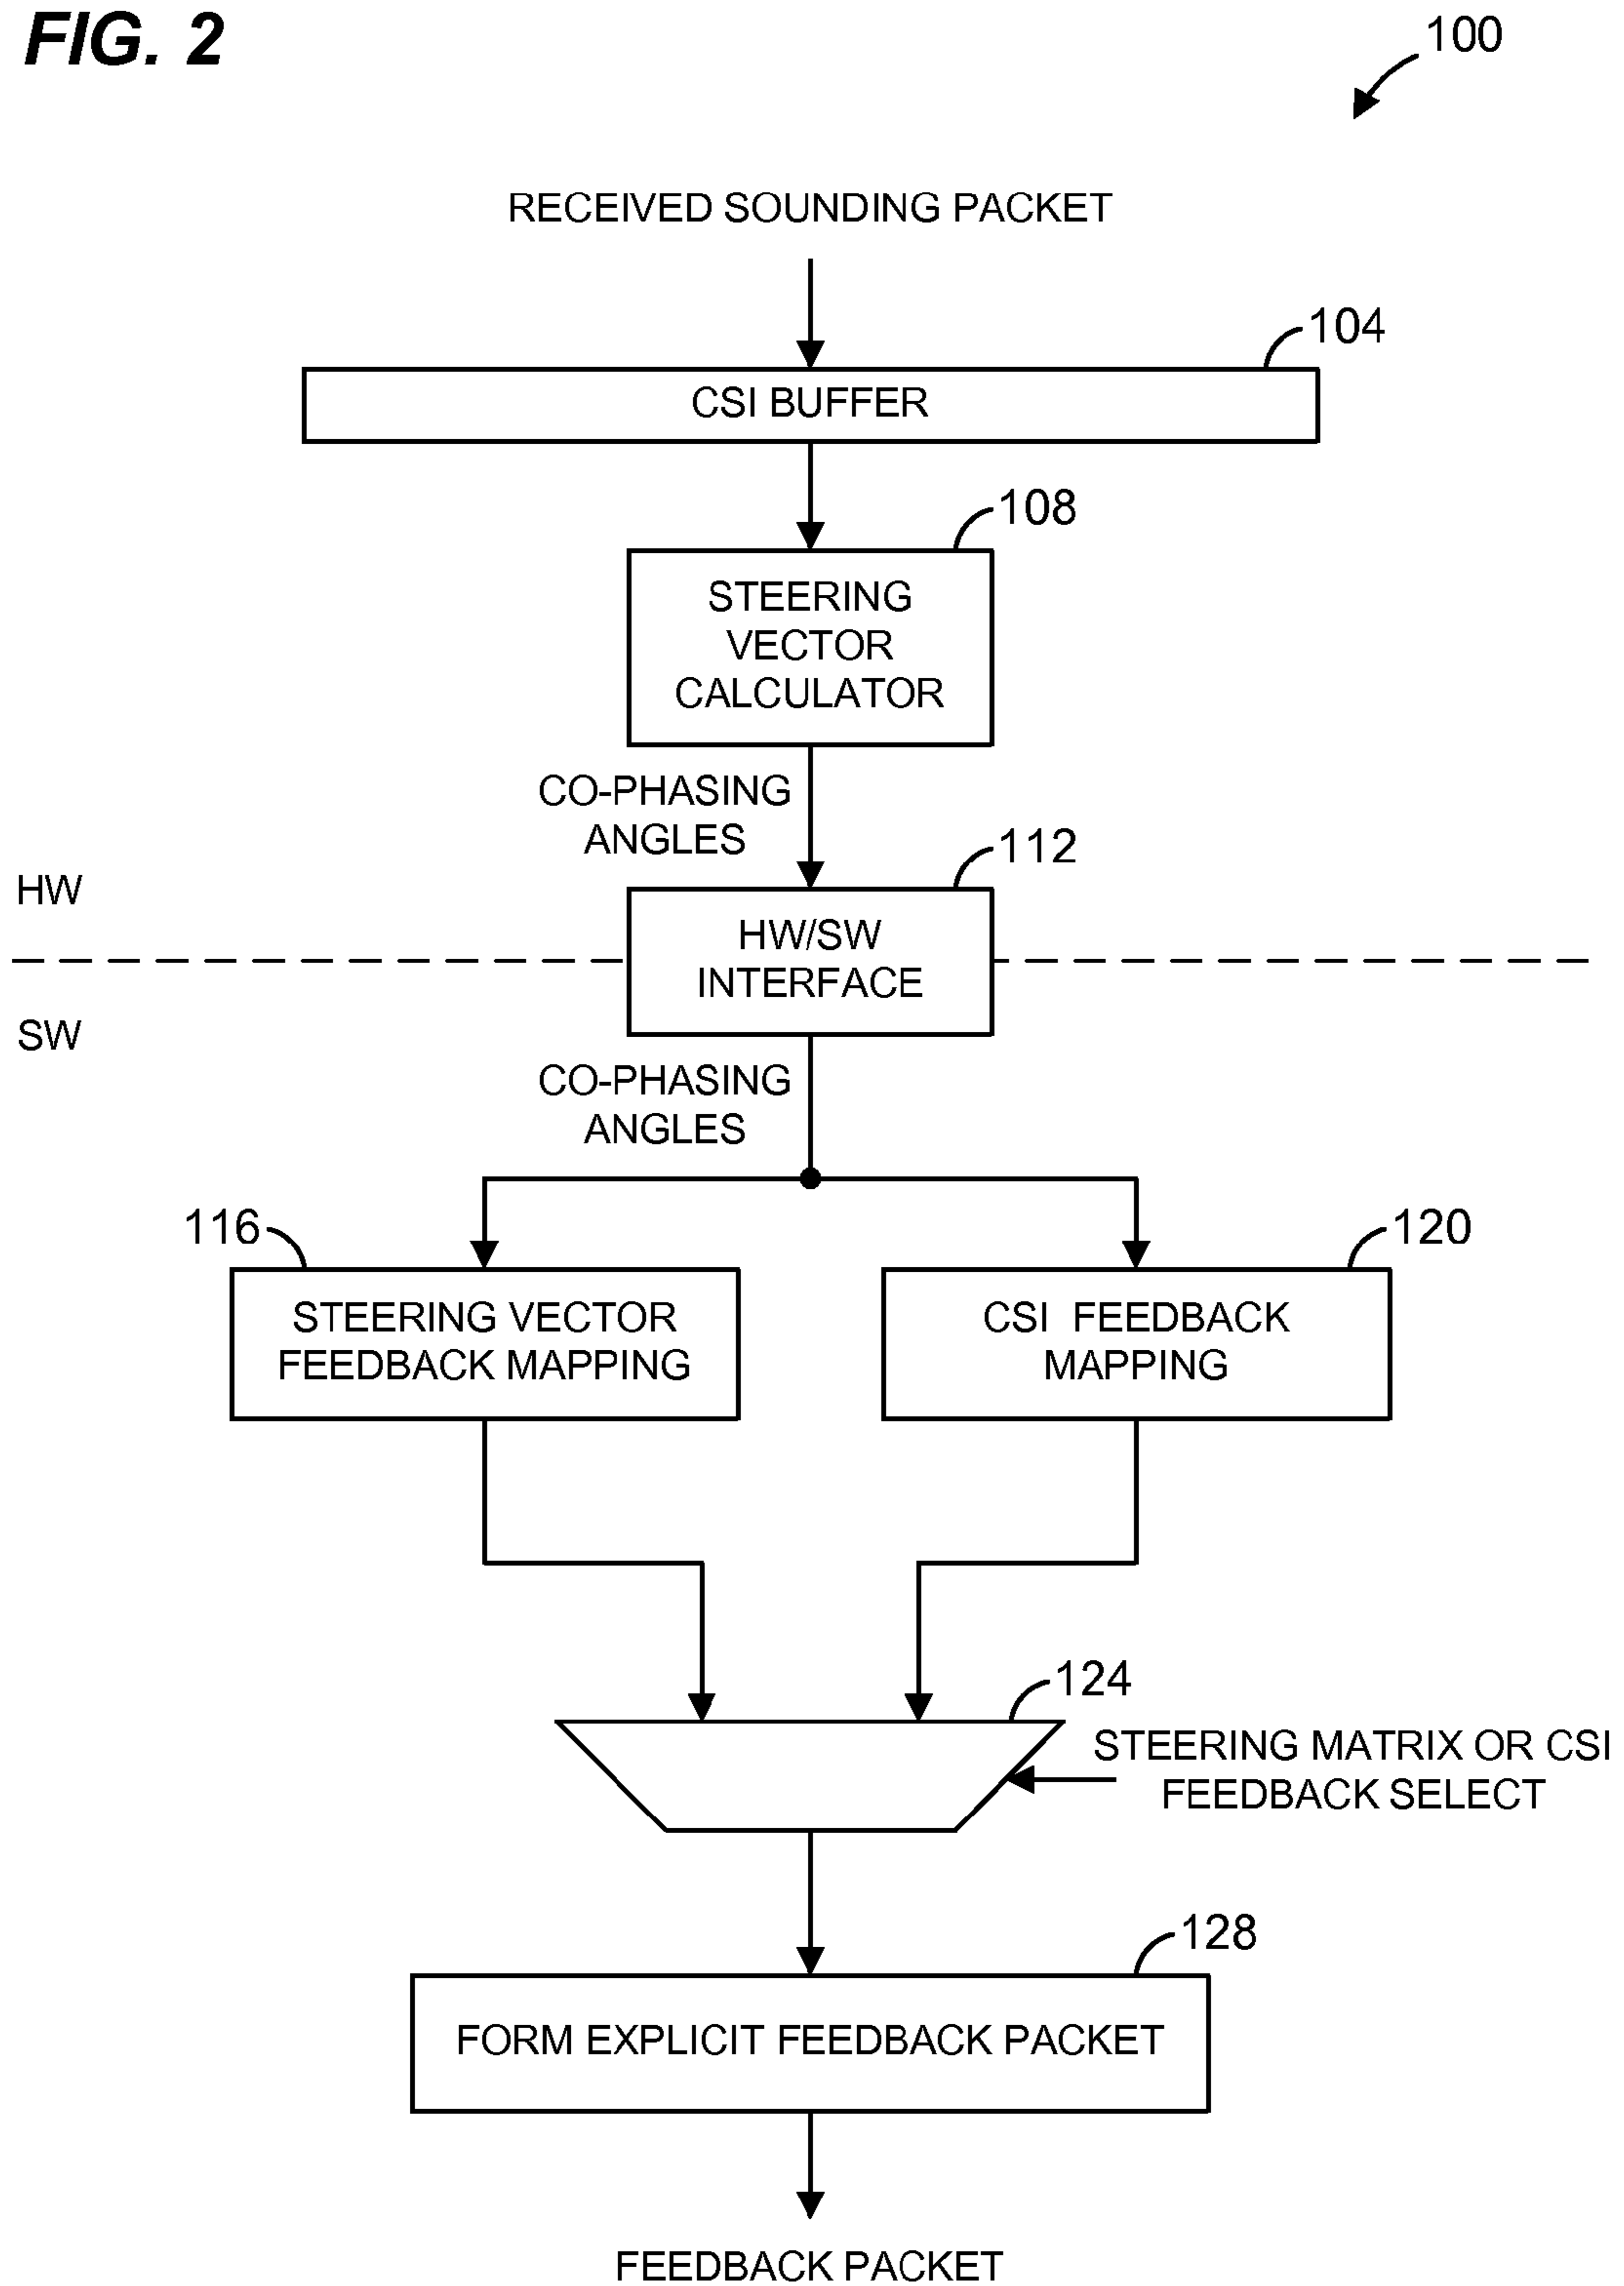 FIG. 2
100
RECEIVED SOUNDING PACKET
104
CSI BUFFER
108
STEERING
VECTOR
CALCULATOR
CO-PHASING
ANGLES
112
HW
HW/SW
INTERFACE
SW
CO-PHASING
ANGLES
116
120
STEERING VECTOR
FEEDBACK MAPPING
CSI FEEDBACK
MAPPING
124
STEERING MATRIX OR CSI
FEEDBACK SELECT
128
FORM EXPLICIT FEEDBACK PACKET
FEEDBACK PACKET